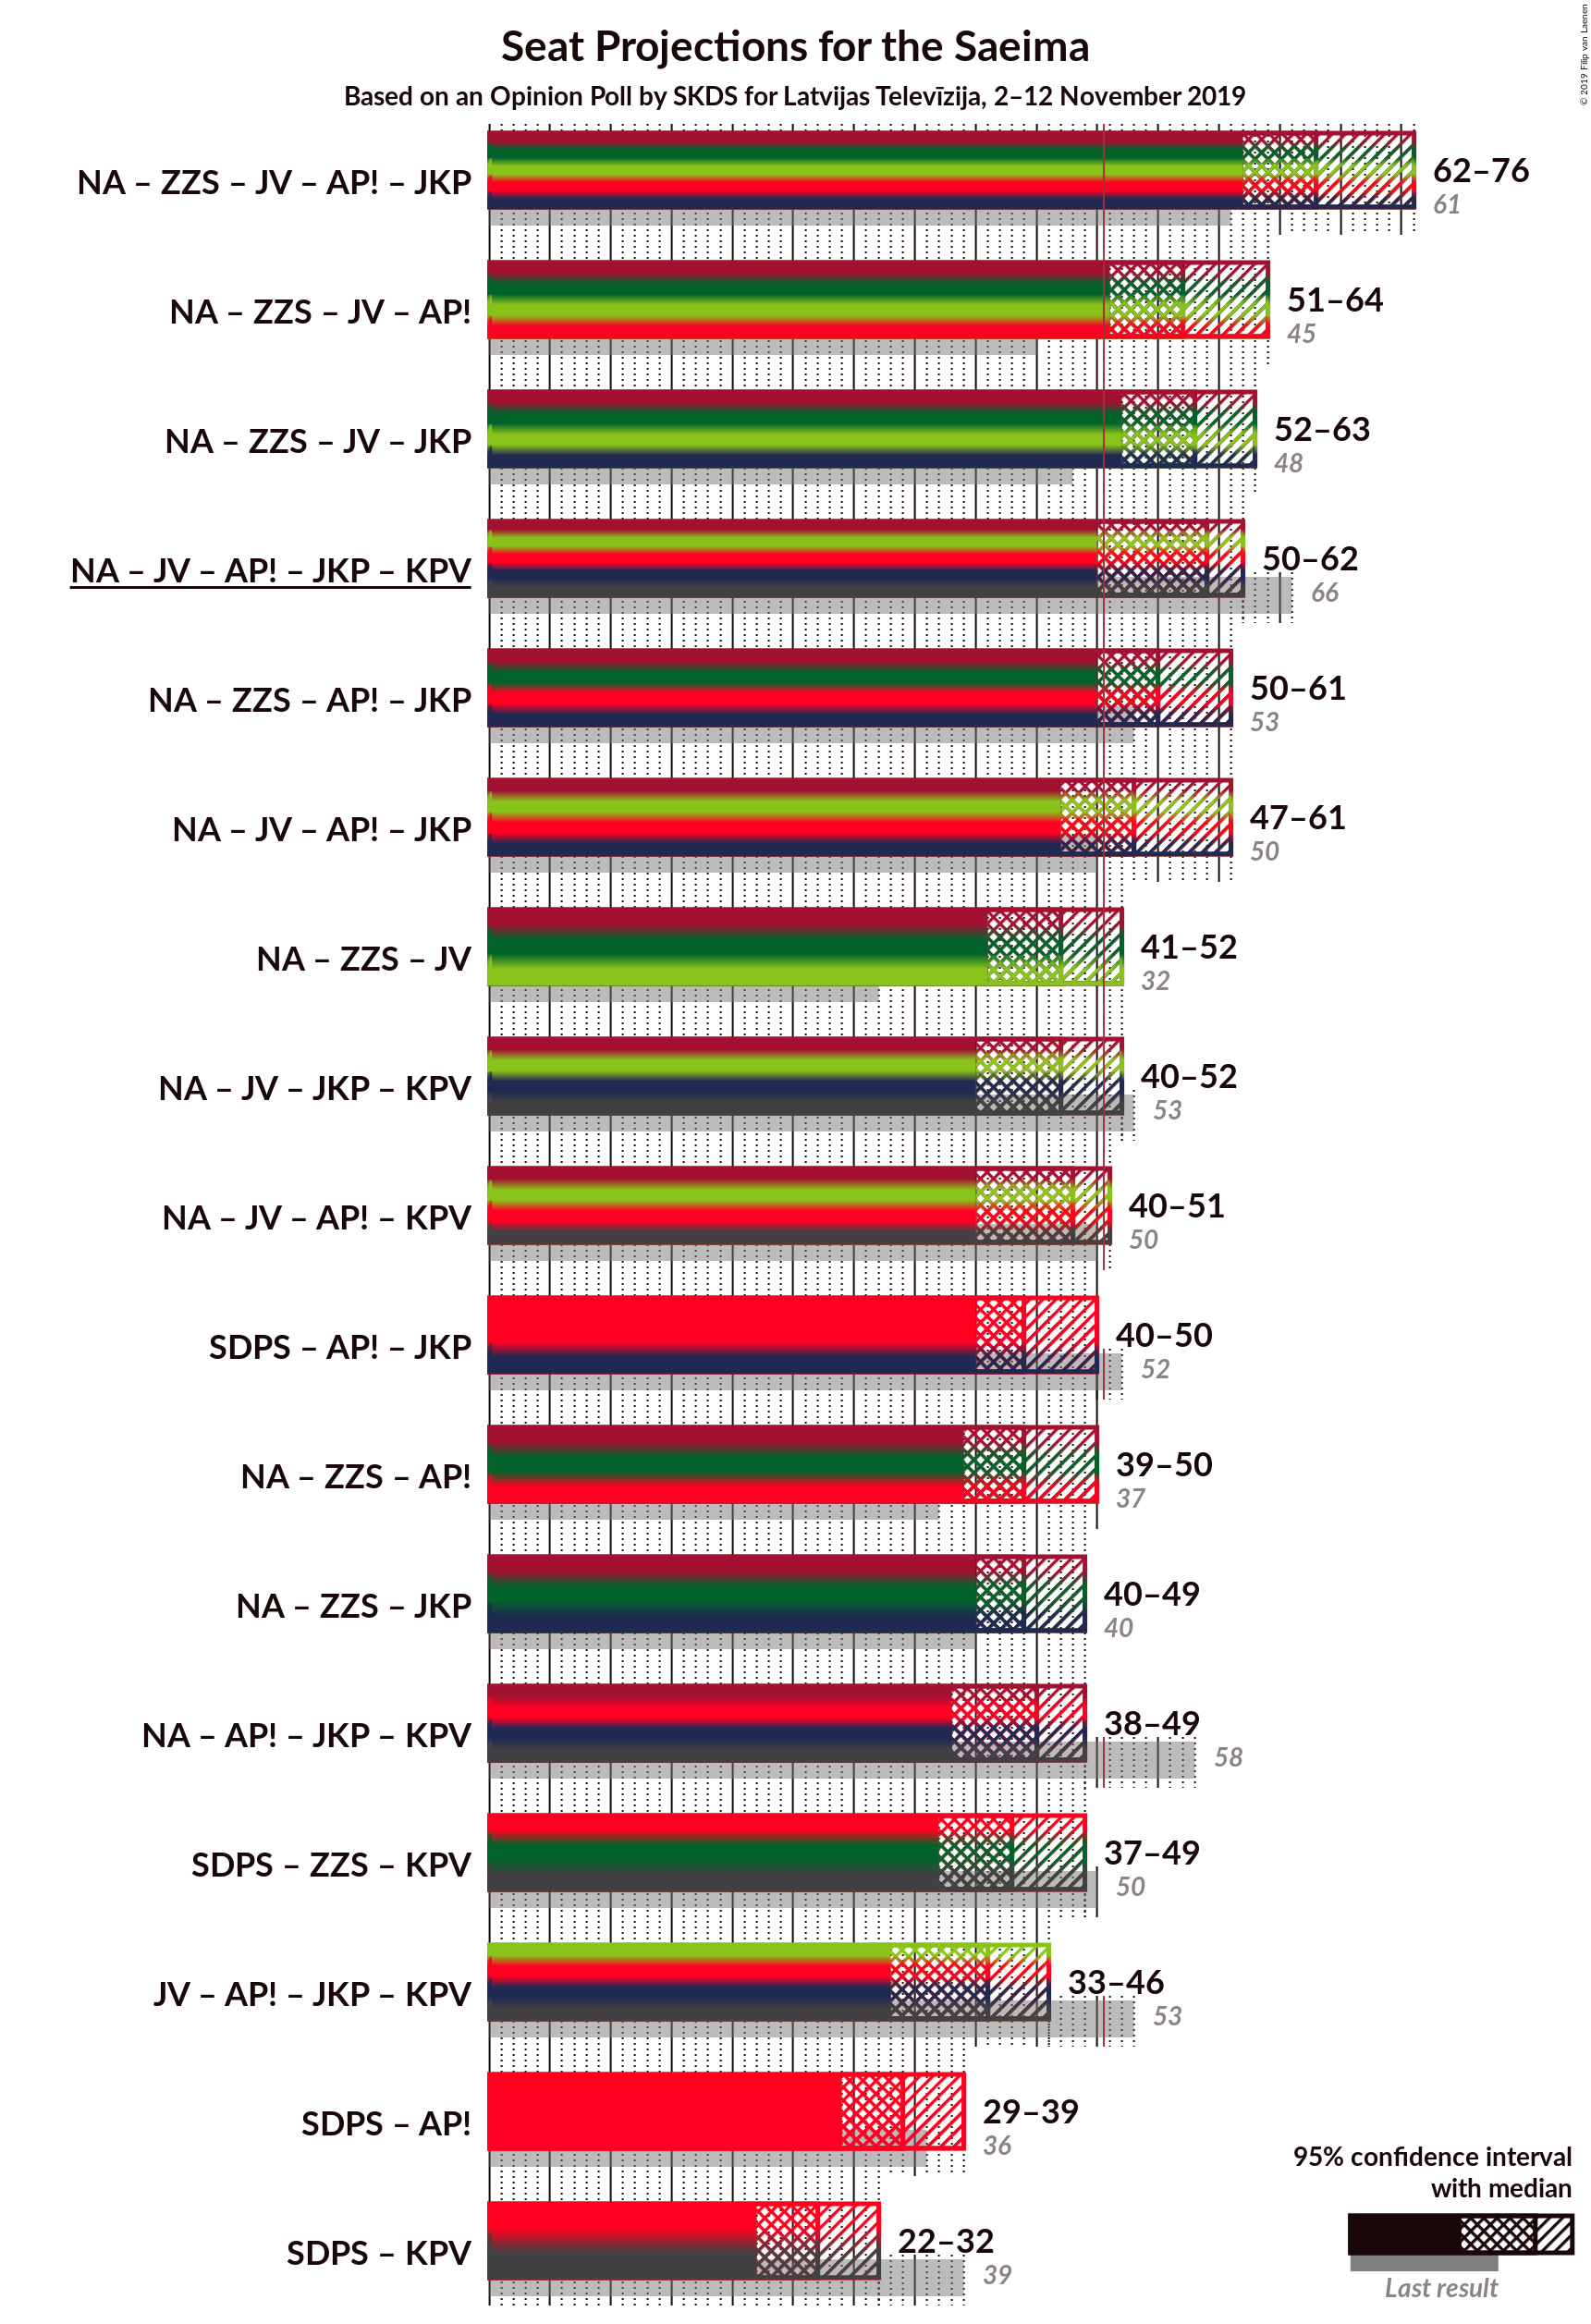 Seat Projections for the Saeima
Based on an Opinion Poll by SKDS for Latvijas Televīzija, 2–12 November 2019
© 2019 Filip van Laenen
NA – ZZS – JV – AP! – JKP
62–76
61
NA – ZZS – JV – AP!
51–64
45
NA – ZZS – JV – JKP
52–63
48
NA – JV – AP! – JKP – KPV
50–62
66
NA – ZZS – AP! – JKP
50–61
53
NA – JV – AP! – JKP
47–61
50
NA – ZZS – JV
41–52
32
NA – JV – JKP – KPV
40–52
53
NA – JV – AP! – KPV
40–51
50
SDPS – AP! – JKP
40–50
52
NA – ZZS – AP!
39–50
37
NA – ZZS – JKP
40–49
40
NA – AP! – JKP – KPV
38–49
58
SDPS – ZZS – KPV
37–49
50
JV – AP! – JKP – KPV
33–46
53
SDPS – AP!
29–39
36
SDPS – KPV
22–32
39
95% confidence interval
with median
Last result